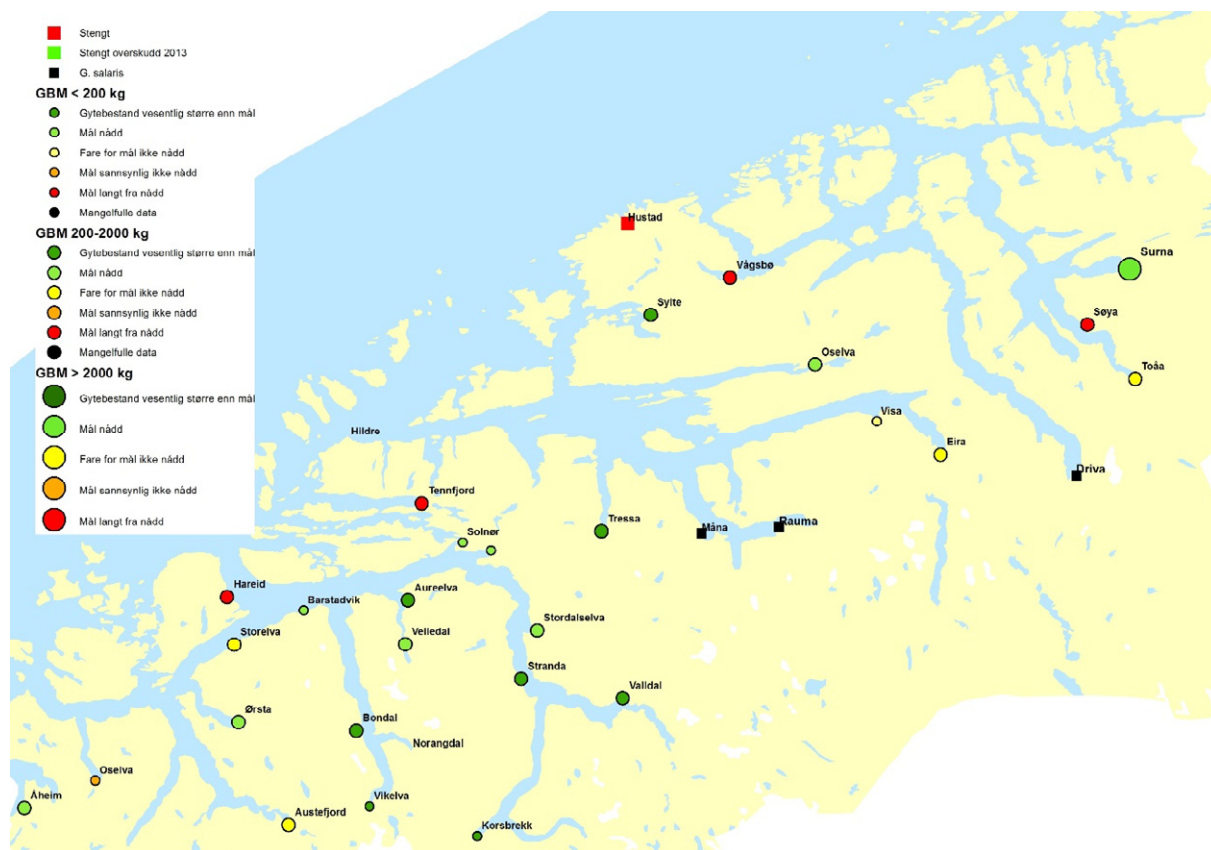 Stengt
Stengt overskudd 2013
G. salaris
GBM < 200 kg
Gytebestand vesentlig større enn mål
Mål nådd
Fare for mål ikke nådd
Mål sannsynlig ikke nådd
Mål langt fra nådd
Mangelfulle data
GBM 200-2000 kg
Gytebestand vesentlig større enn mål
Mål nådd
Fare for mål ikke nådd
Mål sannsynlig ikke nådd
Mål langt fra nådd
Mangelfulle data
GBM > 2000 kg
Gytebestand vesentlig større enn mål
Mål nådd
Fare for mål ikke nådd
Mål sannsynlig ikke nådd
Mål langt fra nådd
Hustad
Surna
Vågsbø
Sylte
Søya
Oselva
Toåa
Visa
Hildre
Eira
Driva
Tennfjord
Tressa
Måna
Rauma
Solnør
Hareid
Barstadvik
Aureelva
Storelva
Velledal
Stordalselva
Stranda
Valldal
Ørsta
Bondal
Norangdal
Oselva
Åheim
Vikelva
Austefjord
Korsbrekk